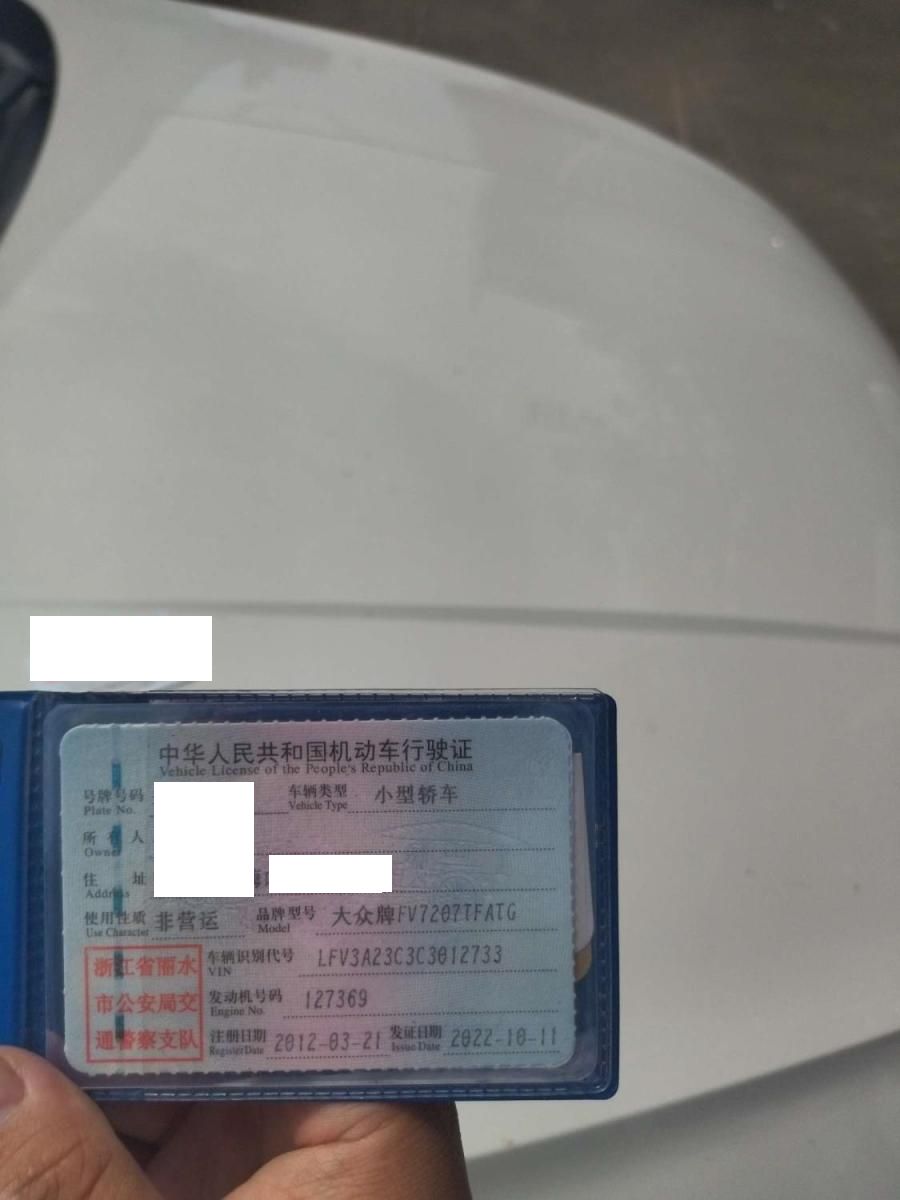 中华人民共和国机动车行驶证
Vehicle License of the People's Republic of China
号牌号码 车辆类型 小型轿车
Plate No. Vehicle Type
所有人
Owner
住 址
Address
使用性质 非营运 品牌型号 大众牌FV7207TFATG
Use Character Model
浙江省丽水 车辆识别代号 LFV3A23C3C3012733
VIN
市公安局交 发动机号码 127369
Engine No.
通警察支队 注册日期 2012-03-21 发证日期 2022-10-11
Register Date Issue Date